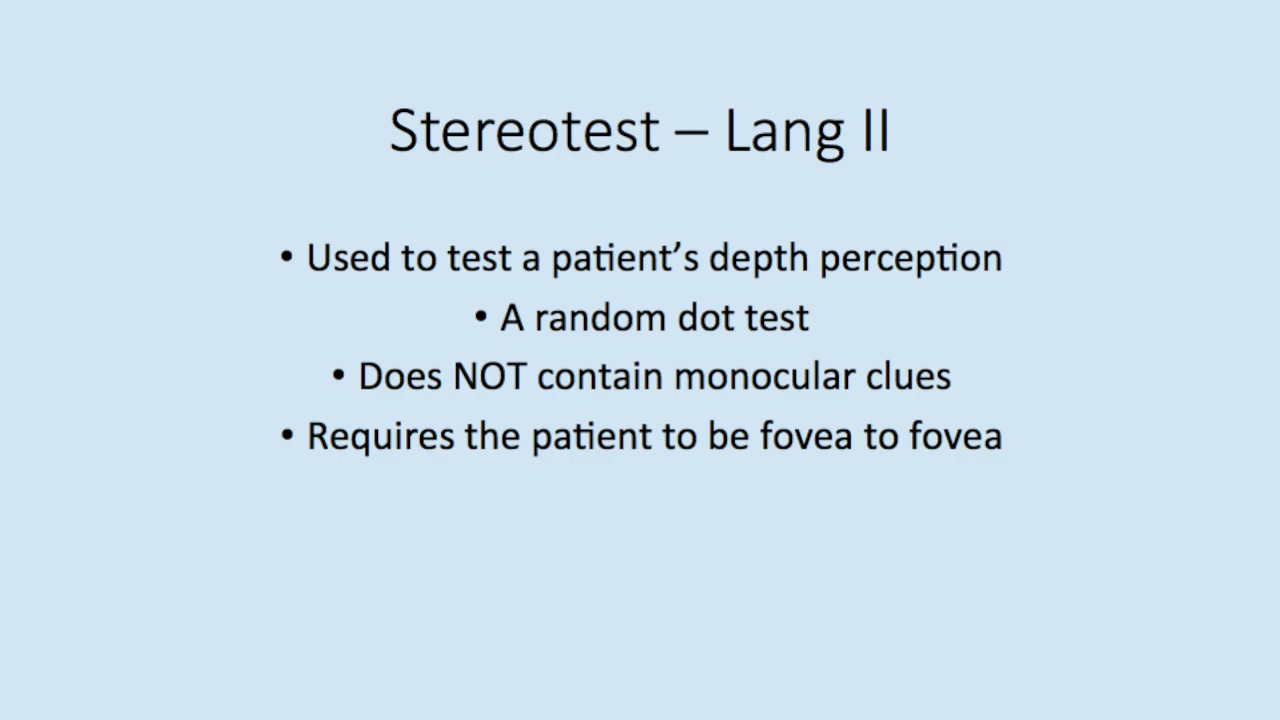 Stereotest – Lang II
• Used to test a patient’s depth perception
• A random dot test
• Does NOT contain monocular clues
• Requires the patient to be fovea to fovea